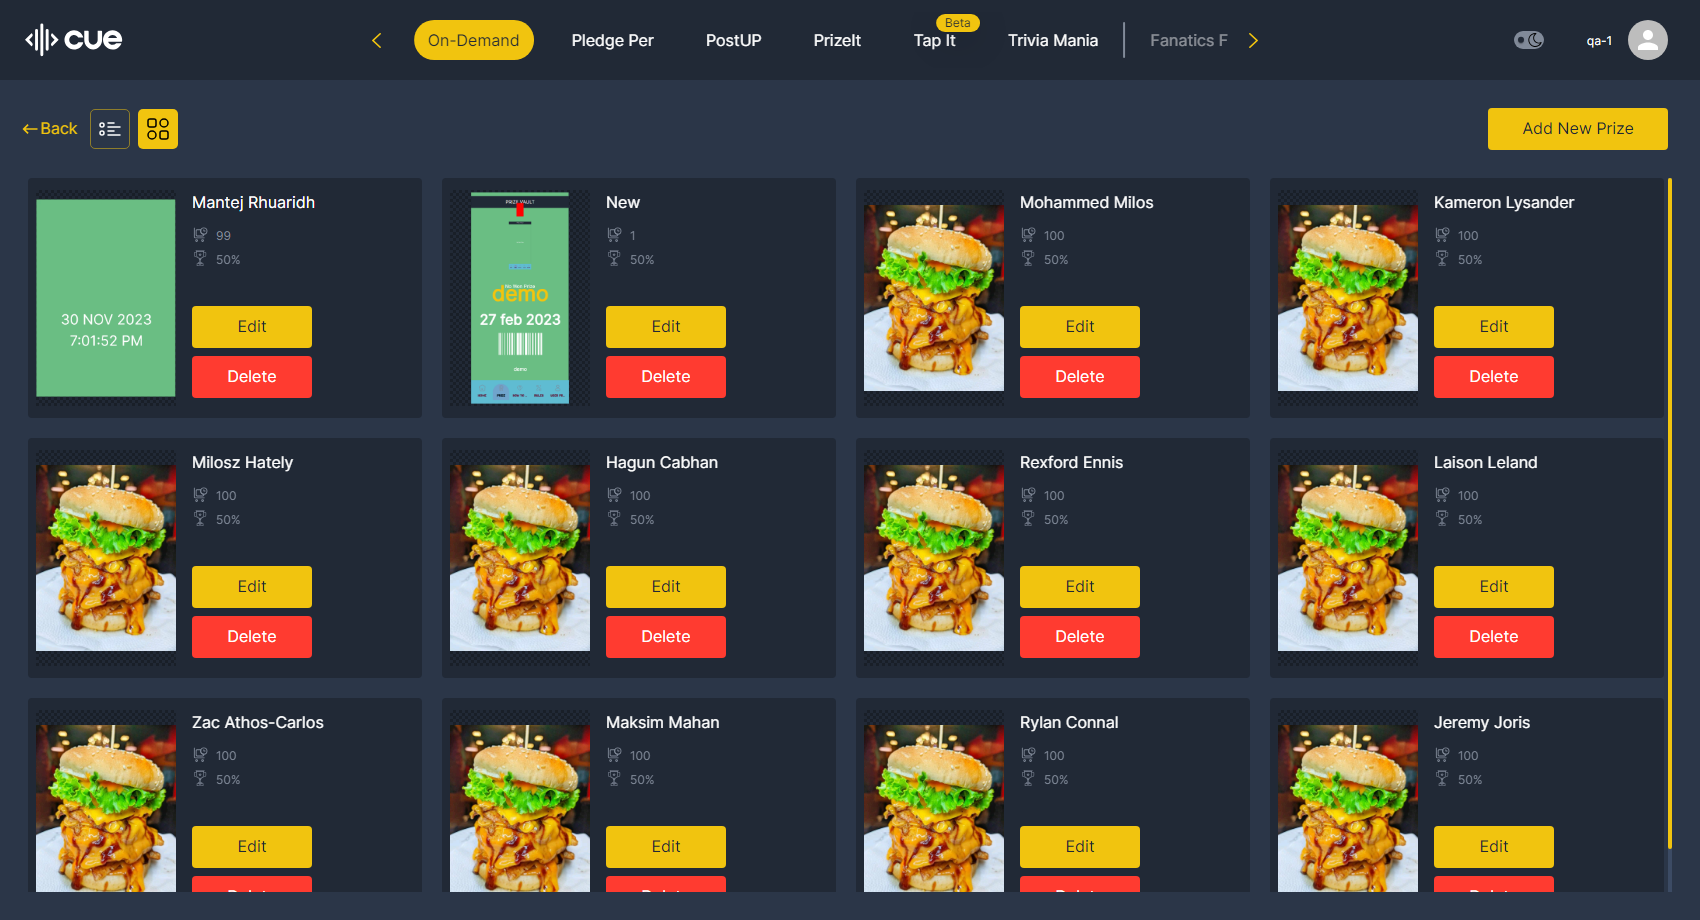 cue
On-Demand
Pledge Per
PostUP
PrizeIt
Beta
Tap It
Trivia Mania
Fanatics F
qa-1
Back
Add New Prize
30 NOV 2023
7:01:52 PM
Mantej Rhuaridh
99
50%
Edit
Delete
PRIZE VAULT
demo
27 feb 2023
demo
New
1
50%
Edit
Delete
Mohammed Milos
100
50%
Edit
Delete
Kameron Lysander
100
50%
Edit
Delete
Milosz Hately
100
50%
Edit
Delete
Hagun Cabhan
100
50%
Edit
Delete
Rexford Ennis
100
50%
Edit
Delete
Laison Leland
100
50%
Edit
Delete
Zac Athos-Carlos
100
50%
Edit
Delete
Maksim Mahan
100
50%
Edit
Delete
Rylan Connal
100
50%
Edit
Delete
Jeremy Joris
100
50%
Edit
Delete